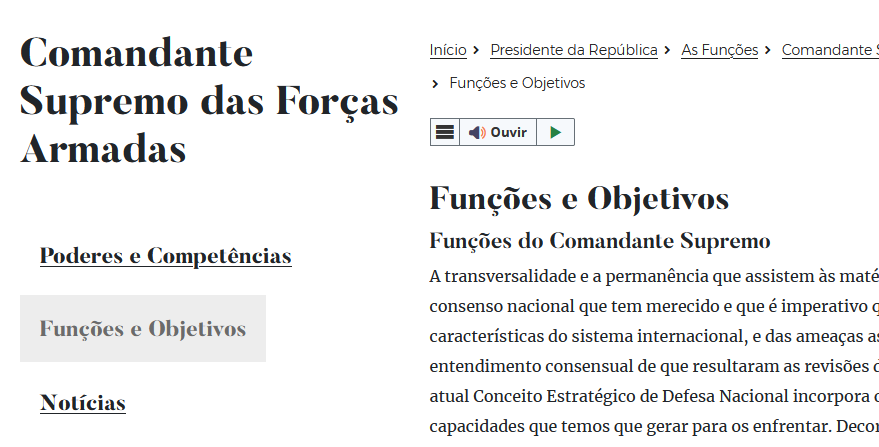 Comandante
Supremo das Forças
Armadas
Poderes e Competências
Funções e Objetivos
Notícias
Início > Presidente da República > As Funções > Comandante
> Funções e Objetivos
Ouvir
Funções e Objetivos
Funções do Comandante Supremo
A transversalidade e a permanência que assistem às maté
consenso nacional que tem merecido e que é imperativo
características do sistema internacional, e das ameaças as
entendimento consensual de que resultaram as revisões d
atual Conceito Estratégico de Defesa Nacional incorpora
capacidades que temos que gerar para os enfrentar. Decor